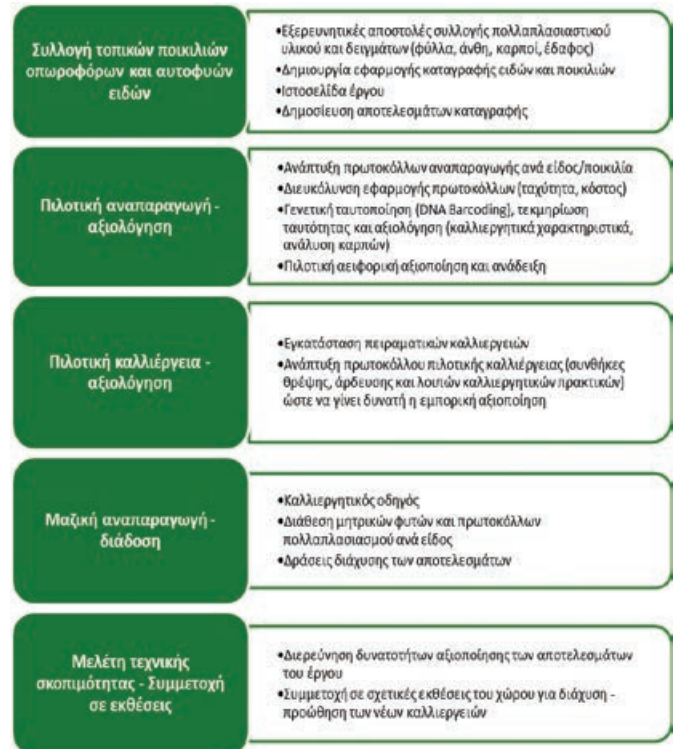 Συλλογή τοπικών ποικιλιών
οπωροφόρων και αυτοφυών
ειδών
•Εξερευνητικές αποστολές συλλογής πολλαπλασιαστικού
υλικού και δειγμάτων (φύλλα, άνθη, καρποί, έδαφος)
•Δημιουργία εφαρμογής καταγραφής ειδών και ποικιλιών
•Ιστοσελίδα έργου
•Δημοσίευση αποτελεσμάτων καταγραφής
Πιλοτική αναπαραγωγή -
αξιολόγηση
•Ανάπτυξη πρωτοκόλλων αναπαραγωγής ανά είδος/ποικιλία
•Διευκόλυνση εφαρμογής πρωτοκόλλων (ταχύτητα, κόστος)
•Γενετική ταυτοποίηση (DNA Barcoding), τεκμηρίωση
ταυτότητας και αξιολόγηση (καλλιεργητικά χαρακτηριστικά,
ανάλυση καρπών)
•Πιλοτική αειφορική αξιοποίηση και ανάδειξη
Πιλοτική καλλιέργεια -
αξιολόγηση
•Εγκατάσταση πειραματικών καλλιεργειών
•Ανάπτυξη πρωτοκόλλου πιλοτικής καλλιέργειας (συνθήκες
θρέψης, άρδευσης και λοιπών καλλιεργητικών πρακτικών)
ώστε να γίνει δυνατή η εμπορική αξιοποίηση
Μαζική αναπαραγωγή -
διάδοση
•Καλλιεργητικός οδηγός
•Διάθεση μητρικών φυτών και πρωτοκόλλων
πολλαπλασιασμού ανά είδος
•Δράσεις διάχυσης των αποτελεσμάτων
Μελέτη τεχνικής
σκοπιμότητας - Συμμετοχή
σε εκθέσεις
•Διερεύνηση δυνατοτήτων αξιοποίησης των αποτελεσμάτων
του έργου
•Συμμετοχή σε σχετικές εκθέσεις του χώρου για διάχυση -
προώθηση των νέων καλλιεργειών